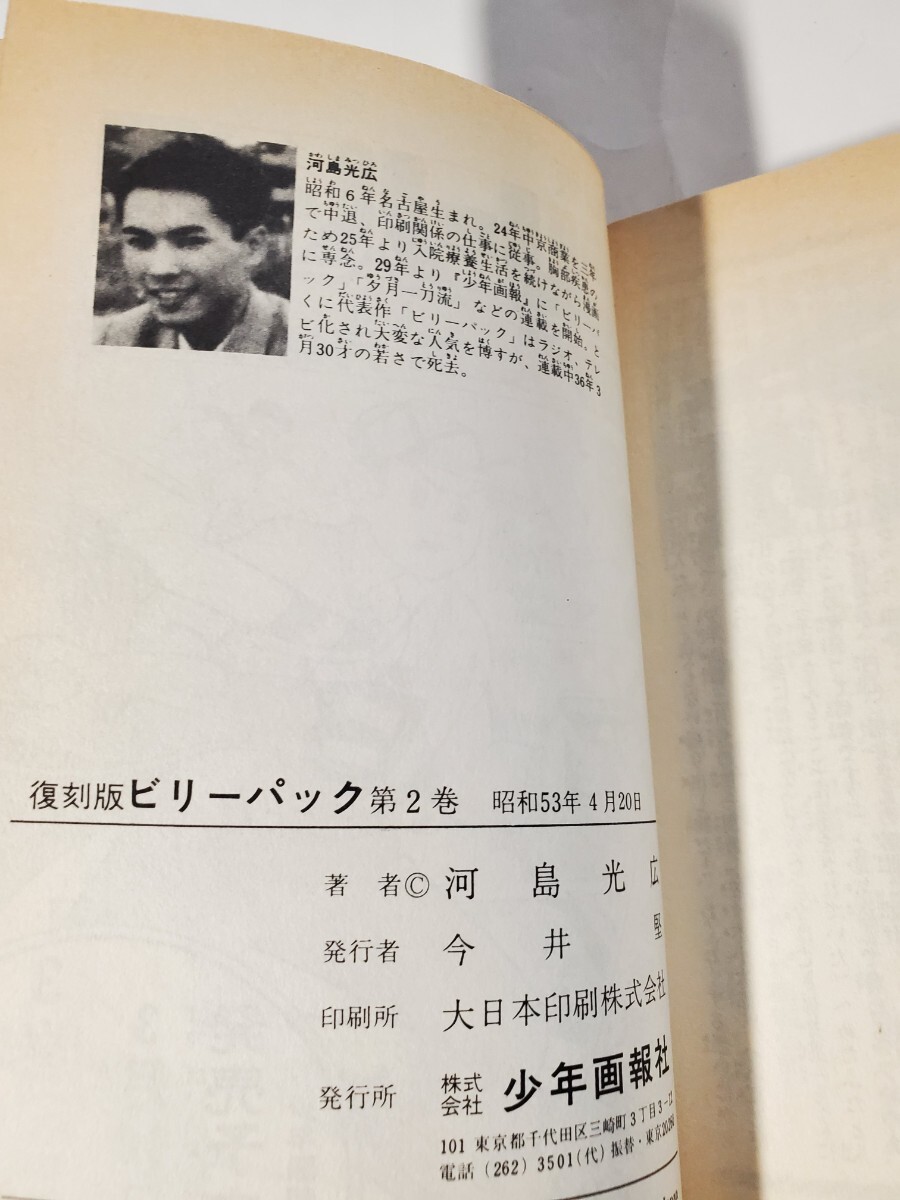 河島光広
昭和6年名古屋生まれ。24年中京商業を三年
で中退、印刷関係の仕事に従事。胸部疾患の
ため25年より入院療養生活を続けながら漫画
に専念。29年より『少年画報』に「ビリーパ
ック」「夕月一刀流」などの連載を開始。と
くに代表作「ビリーパック」はラジオ、テレ
ビ化され大変な人気を博すが、連載中36年3
月30才の若さで死去。
復刻版ビリーパック第2巻 昭和53年4月20日
著者©河島光広
発行者 今井堅
印刷所 大日本印刷株式会社
発行所 株式会社 少年画報社
101 東京都千代田区三崎町3丁目3-12
電話(262)3501(代)振替・東京